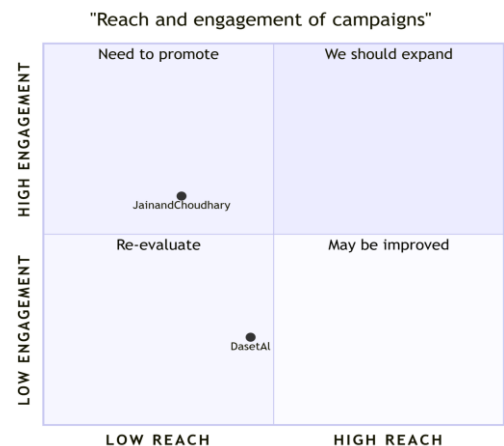 "Reach and engagement of campaigns"
Need to promote
We should expand
HIGH ENGAGEMENT
JainandChoudhary
Re-evaluate
May be improved
LOW ENGAGEMENT
DasetAl
LOW REACH
HIGH REACH